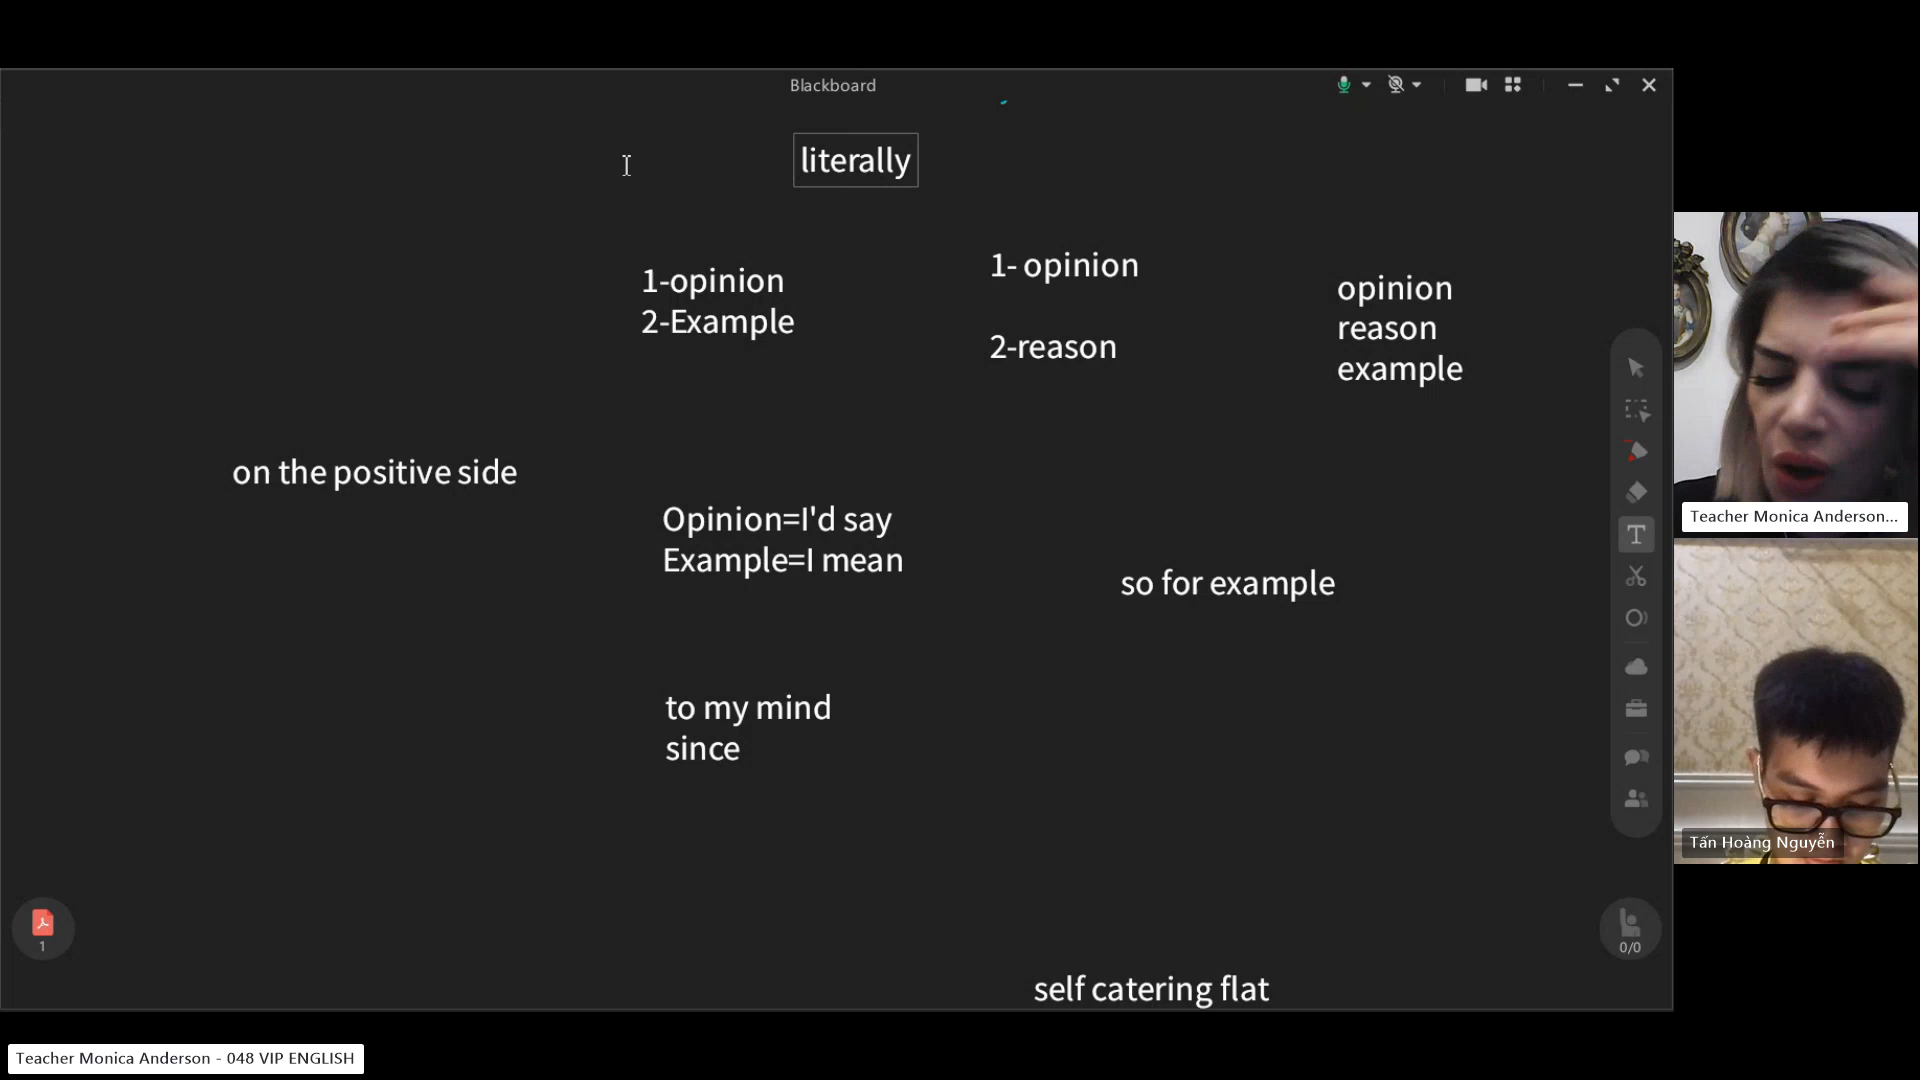 Blackboard
literally
1-opinion
2-Example
1- opinion
2-reason
opinion
reason
example
on the positive side
Opinion=I'd say
Example=I mean
so for example
to my mind
since
self catering flat
T
1
0/0
Teacher Monica Anderson...
Tấn Hoàng Nguyễn
Teacher Monica Anderson - 048 VIP ENGLISH